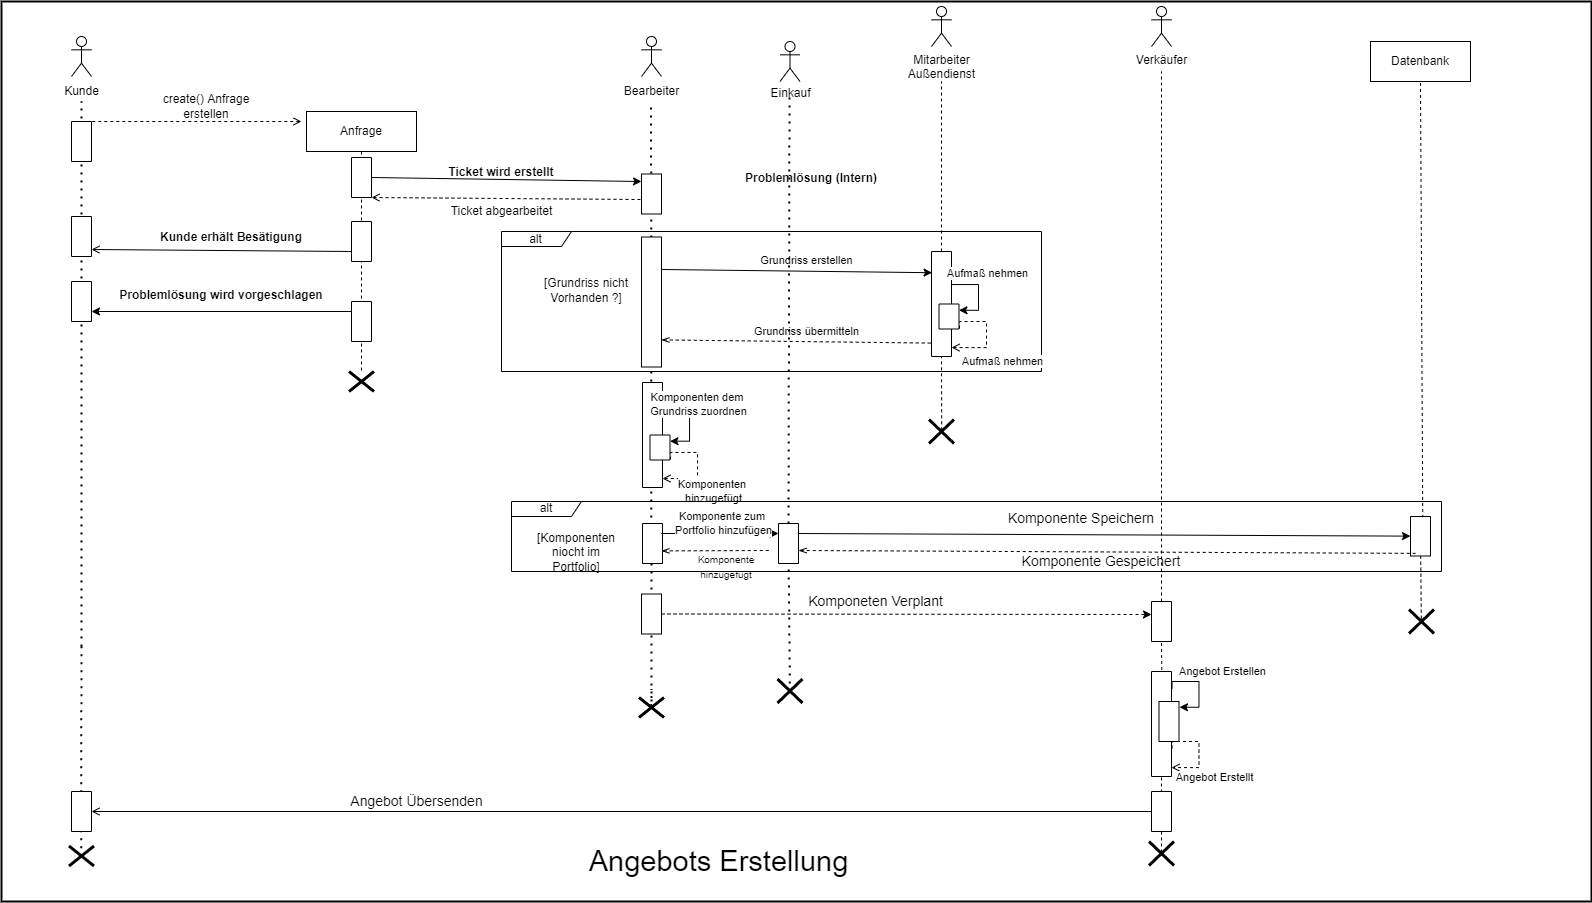 Kunde
Bearbeiter
Einkauf
Mitarbeiter
Außendienst
Verkäufer
Datenbank
create() Anfrage
erstellen
Anfrage
Ticket wird erstellt
Problemlösung (Intern)
Ticket abgearbeitet
Kunde erhält Besätigung
alt
Grundriss erstellen
Aufmaß nehmen
[Grundriss nicht
Vorhanden ?]
Problemlösung wird vorgeschlagen
Grundriss übermitteln
Aufmaß nehmen
Komponenten dem
Grundriss zuordnen
Komponenten
hinzugefügt
alt
Komponente zum
Portfolio hinzufügen
Komponente Speichern
[Komponenten
niocht im
Portfolio]
Komponente
hinzugefügt
Komponente Gespeichert
Komponeten Verplant
Angebot Erstellen
Angebot Erstellt
Angebot Übersenden
Angebots Erstellung